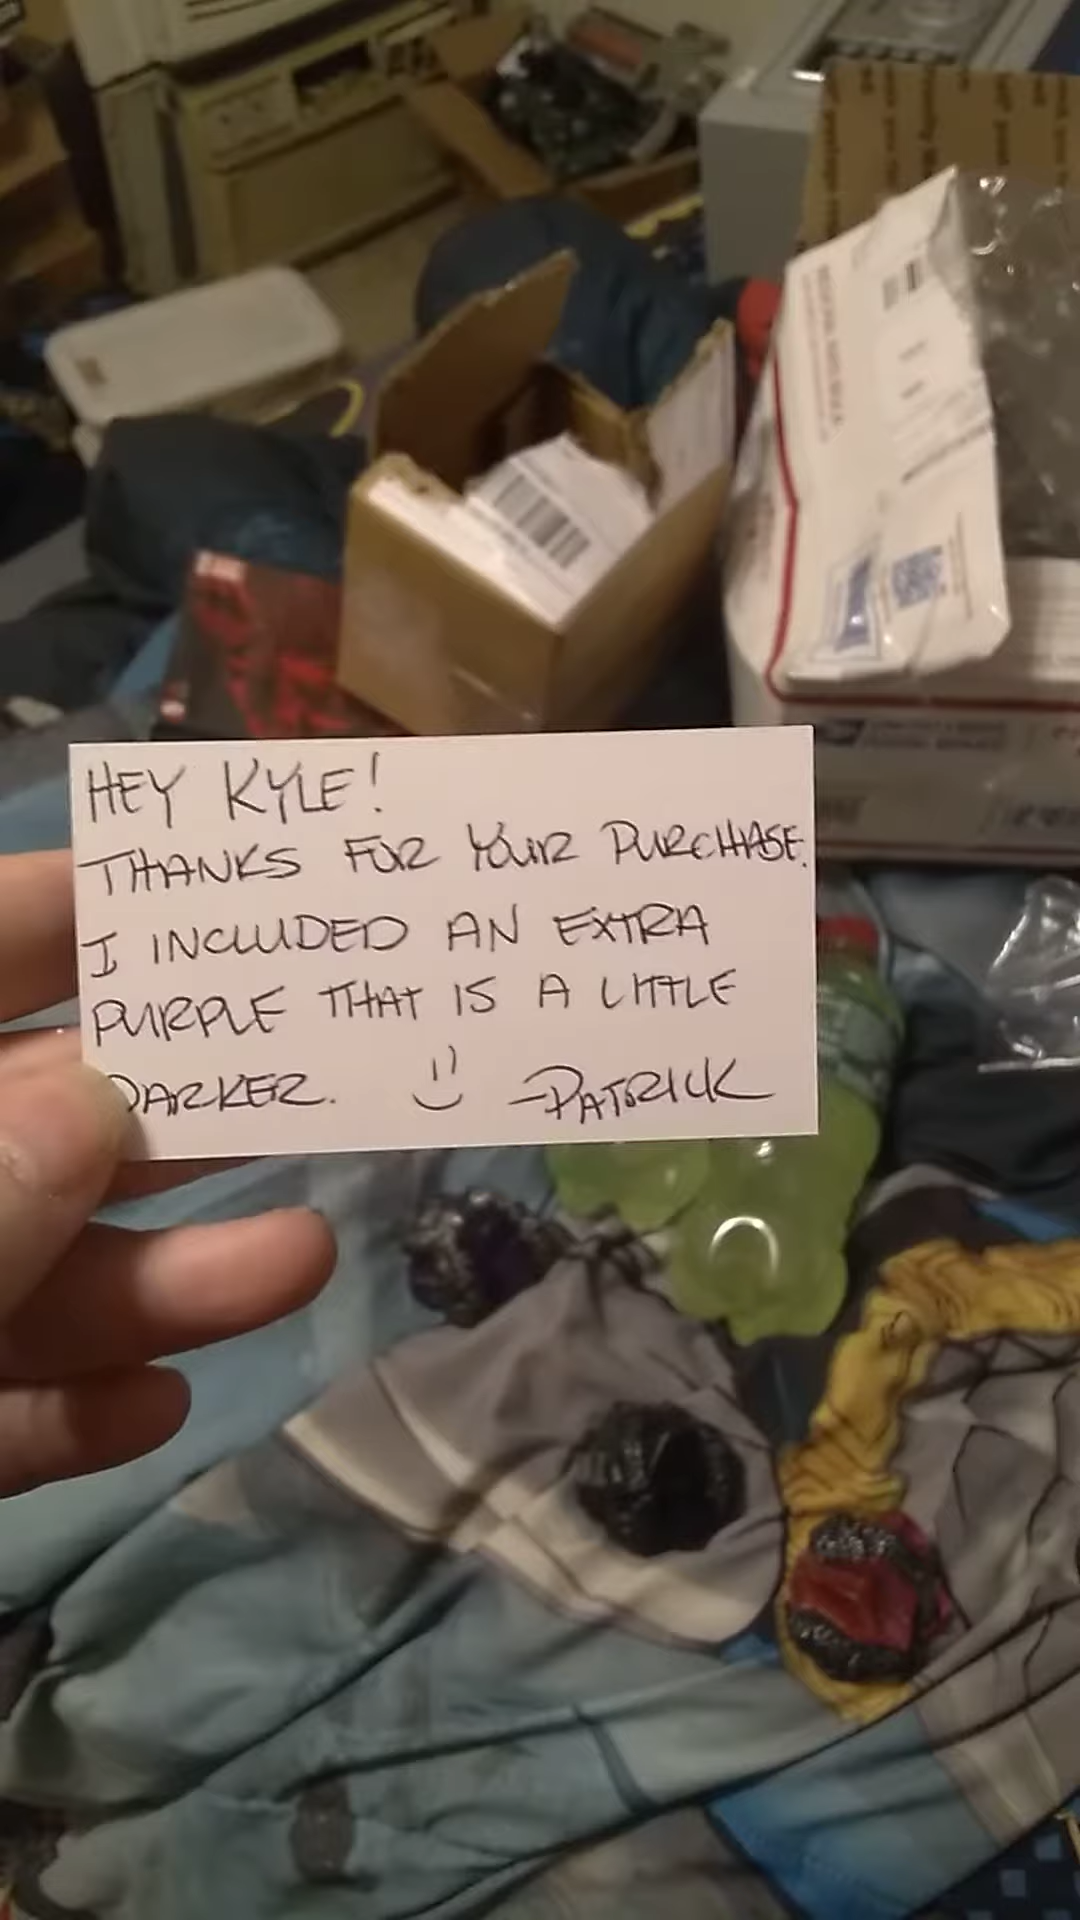 HEY KYLE!
THANKS FOR YOUR PURCHASE.
I INCLUDED AN EXTRA
PURPLE THAT IS A LITTLE
DARKER. :) -PATRICK